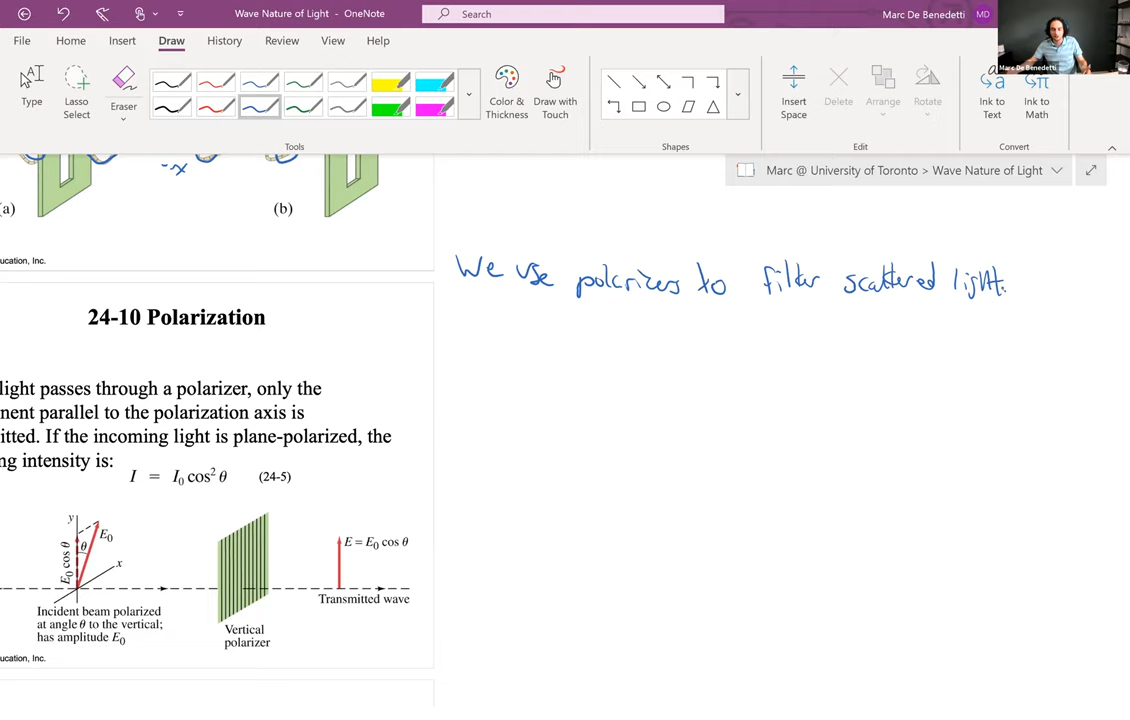 Wave Nature of Light - OneNote
Search
Marc De Benedetti MD
File Home Insert Draw History Review View Help
Marc De Benedetti
Type
Lasso Select
Eraser
Color & Thickness
Draw with Touch
Insert Space
Delete
Arrange
Rotate
Ink to Text
Ink to Math
Tools
Shapes
Edit
Convert
Marc @ University of Toronto > Wave Nature of Light
-x
(a)
(b)
ucation, Inc.
We use polarizers to filter scattered light.
24-10 Polarization
light passes through a polarizer, only the
nent parallel to the polarization axis is
itted. If the incoming light is plane-polarized, the
ng intensity is:
I = I₀ cos² θ (24-5)
y
E₀
θ
x
E₀ cos θ
Incident beam polarized
at angle θ to the vertical;
has amplitude E₀
Vertical
polarizer
E = E₀ cos θ
Transmitted wave
ucation, Inc.